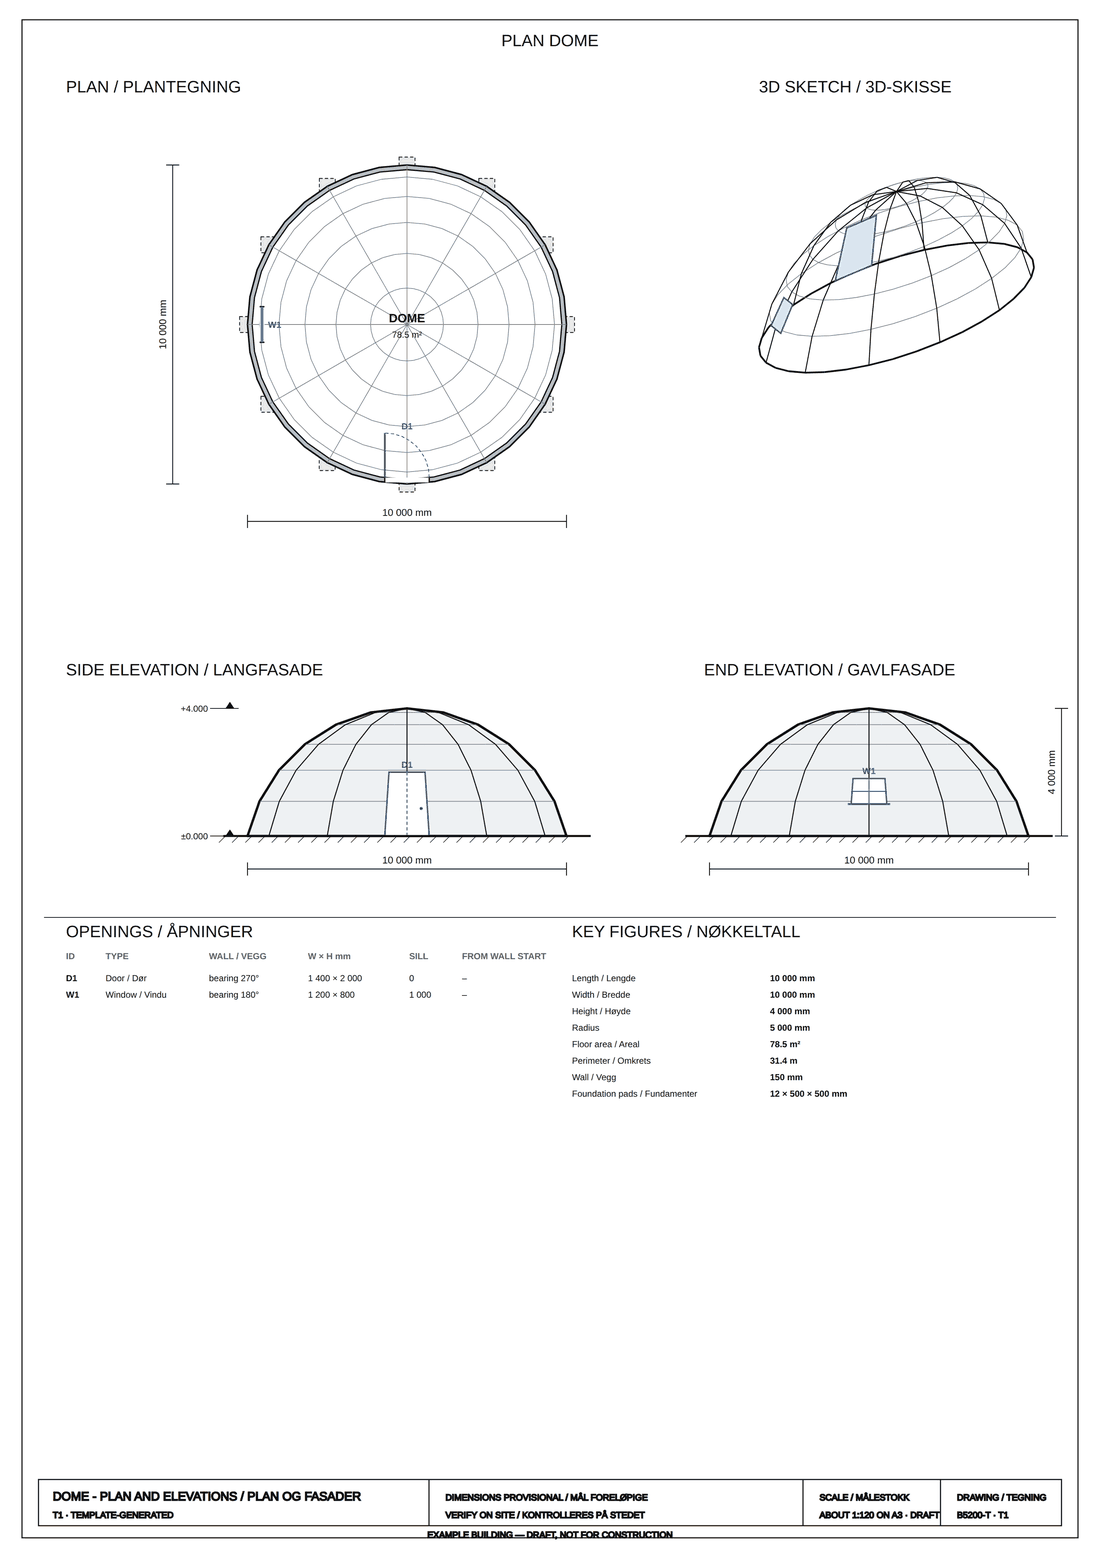 PLAN DOME
PLAN / PLANTEGNING
3D SKETCH / 3D-SKISSE
10 000 mm
DOME
78.5 m²
W1
D1
10 000 mm
SIDE ELEVATION / LANGFASADE
END ELEVATION / GAVLFASADE
+4.000
D1
W1
4 000 mm
±0.000
10 000 mm
10 000 mm
OPENINGS / ÅPNINGER
ID TYPE WALL / VEGG W × H mm SILL FROM WALL START
D1 Door / Dør bearing 270° 1 400 × 2 000 0 –
W1 Window / Vindu bearing 180° 1 200 × 800 1 000 –
KEY FIGURES / NØKKELTALL
Length / Lengde 10 000 mm
Width / Bredde 10 000 mm
Height / Høyde 4 000 mm
Radius 5 000 mm
Floor area / Areal 78.5 m²
Perimeter / Omkrets 31.4 m
Wall / Vegg 150 mm
Foundation pads / Fundamenter 12 × 500 × 500 mm
DOME - PLAN AND ELEVATIONS / PLAN OG FASADER
T1 · TEMPLATE-GENERATED
DIMENSIONS PROVISIONAL / MÅL FORELØPIGE
VERIFY ON SITE / KONTROLLERES PÅ STEDET
SCALE / MÅLESTOKK
ABOUT 1:120 ON A3 · DRAFT
DRAWING / TEGNING
B5200-T · T1
EXAMPLE BUILDING — DRAFT, NOT FOR CONSTRUCTION